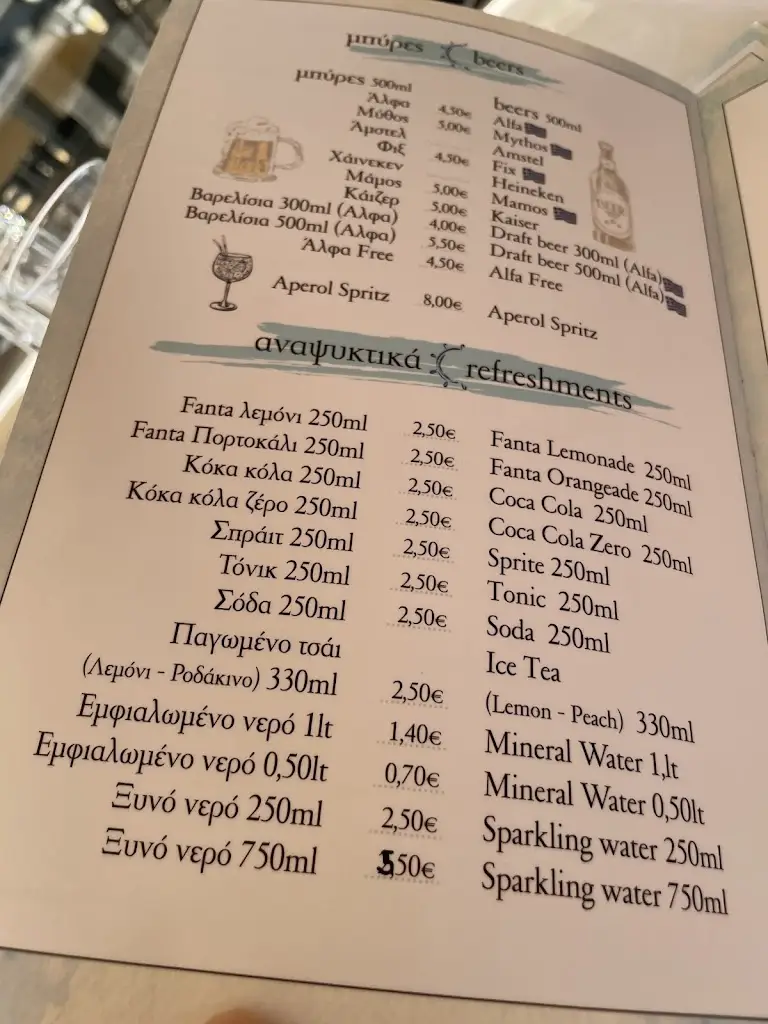 μπύρες beers
μπύρες 500ml beers 500ml
Άλφα 4,50€ Alfa
Μύθος 5,00€ Mythos
Άμστελ Amstel
Φιξ 4,50€ Fix
Χάινεκεν Heineken
Μάμος 5,00€ Mamos
Κάιζερ 5,00€ Kaiser
Βαρελίσια 300ml (Άλφα) 4,00€ Draft beer 300ml (Alfa)
Βαρελίσια 500ml (Άλφα) 5,50€ Draft beer 500ml (Alfa)
Άλφα Free 4,50€ Alfa Free
Aperol Spritz 8,00€ Aperol Spritz
αναψυκτικά refreshments
Fanta λεμόνι 250ml 2,50€ Fanta Lemonade 250ml
Fanta Πορτοκάλι 250ml 2,50€ Fanta Orangeade 250ml
Κόκα κόλα 250ml 2,50€ Coca Cola 250ml
Κόκα κόλα ζέρο 250ml 2,50€ Coca Cola Zero 250ml
Σπράιτ 250ml 2,50€ Sprite 250ml
Τόνικ 250ml 2,50€ Tonic 250ml
Σόδα 250ml 2,50€ Soda 250ml
Παγωμένο τσάι Ice Tea
(Λεμόνι - Ροδάκινο) 330ml 2,50€ (Lemon - Peach) 330ml
Εμφιαλωμένο νερό 1lt 1,40€ Mineral Water 1,lt
Εμφιαλωμένο νερό 0,50lt 0,70€ Mineral Water 0,50lt
Ξυνό νερό 250ml 2,50€ Sparkling water 250ml
Ξυνό νερό 750ml 5,50€ Sparkling water 750ml